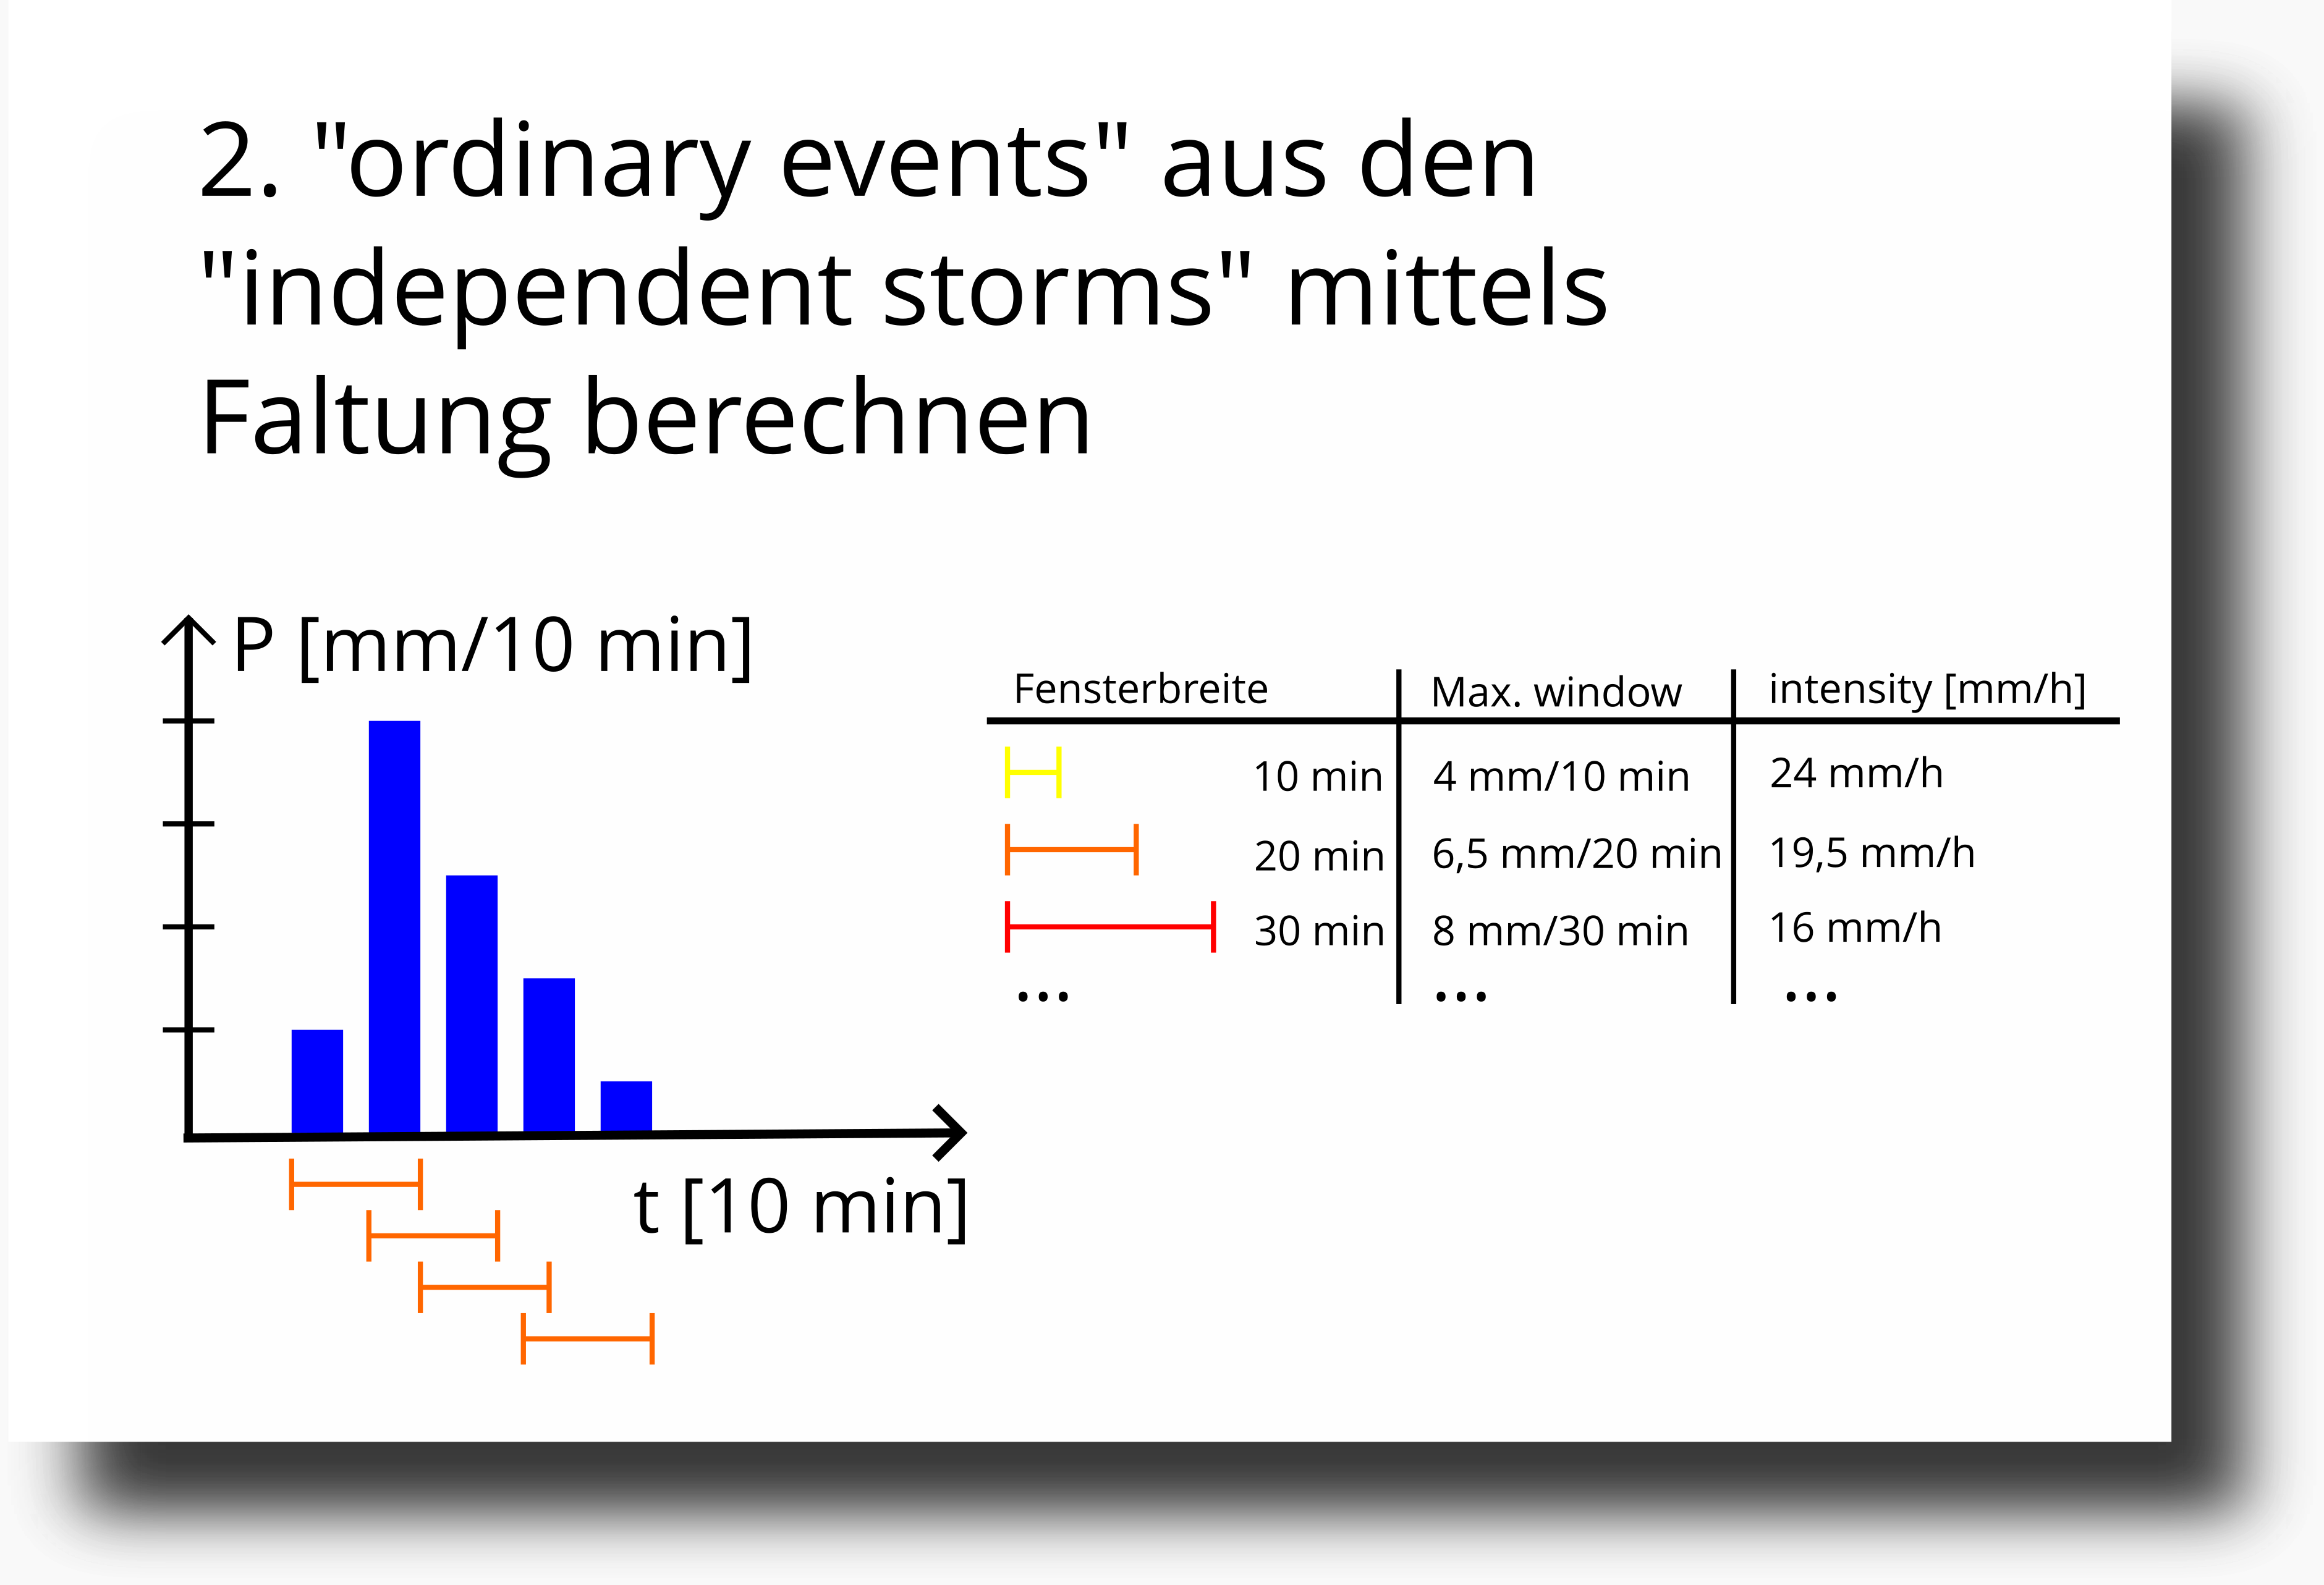 2. "ordinary events" aus den
"independent storms" mittels
Faltung berechnen
P [mm/10 min]
t [10 min]
Fensterbreite Max. window intensity [mm/h]
10 min 4 mm/10 min 24 mm/h
20 min 6,5 mm/20 min 19,5 mm/h
30 min 8 mm/30 min 16 mm/h
... ... ...